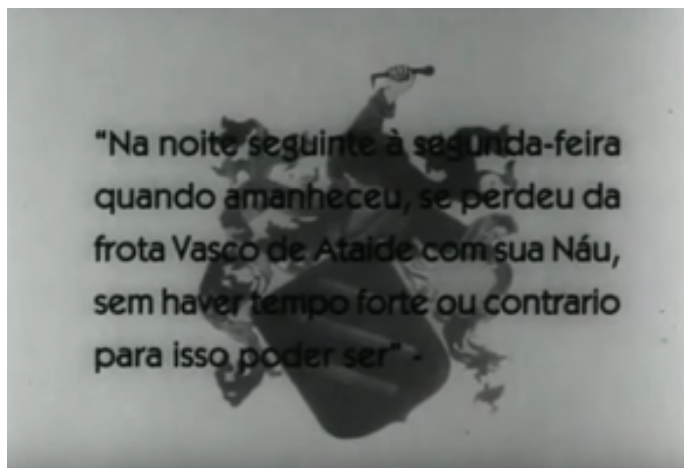 “Na noite seguinte à segunda-feira
quando amanheceu, se perdeu da
frota Vasco de Ataide com sua Náu,
sem haver tempo forte ou contrario
para isso poder ser” -